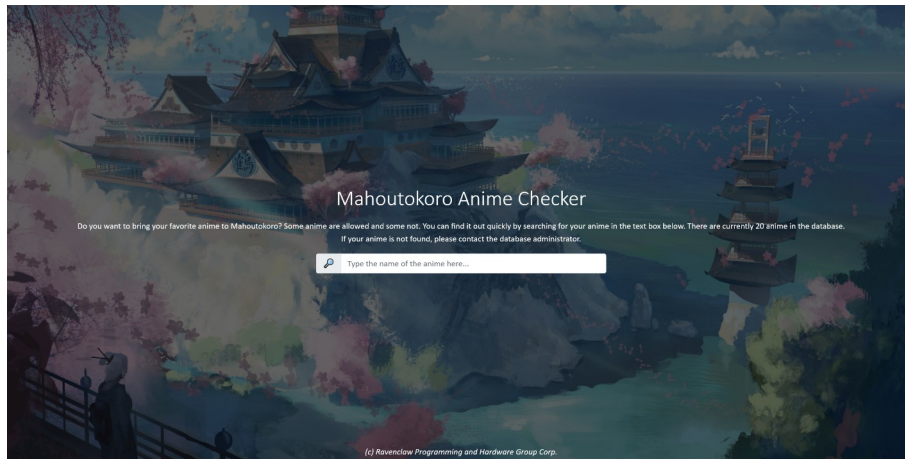 Mahoutokoro Anime Checker
Do you want to bring your favorite anime to Mahoutokoro? Some anime are allowed and some not. You can find it out quickly by searching for your anime in the text box below. There are currently 20 anime in the database.
If your anime is not found, please contact the database administrator.
Type the name of the anime here...
(c) Ravenclaw Programming and Hardware Group Corp.